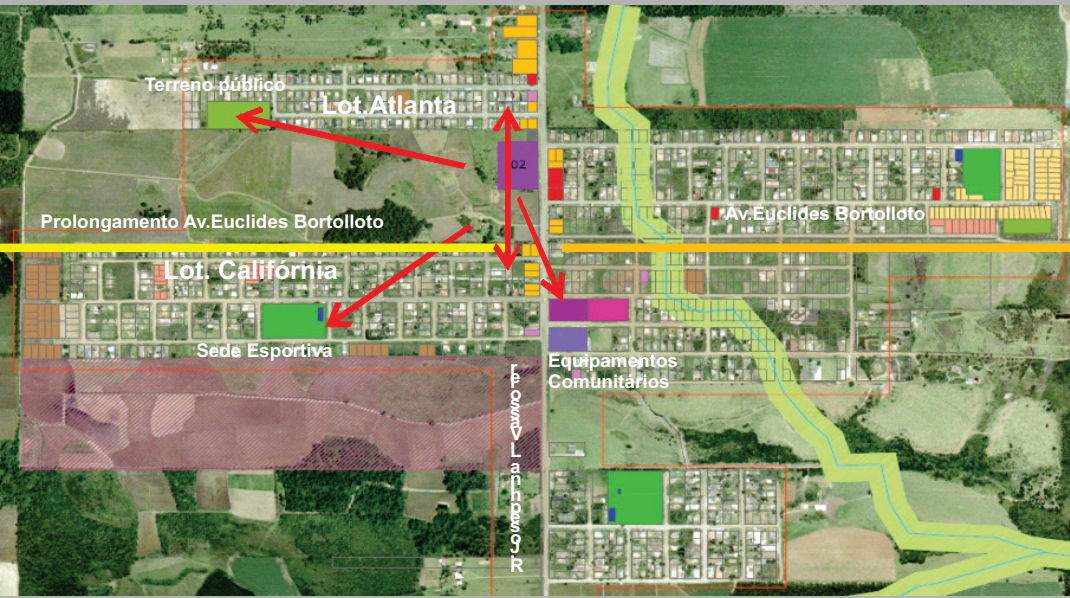 Terreno público
Lot.Atlanta
02
Prolongamento Av.Euclides Bortolloto
Av.Euclides Bortolloto
Lot. Califórnia
Sede Esportiva
Equipamentos
Comunitários